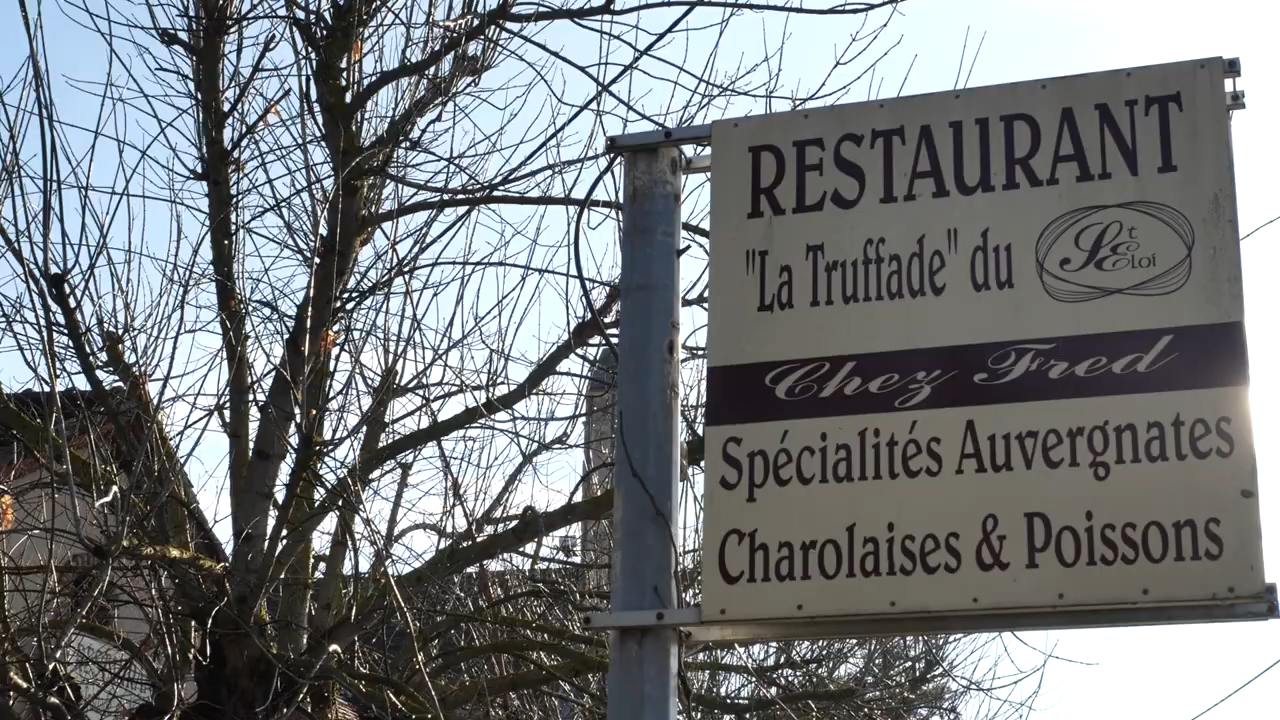 RESTAURANT
"La Truffade" du St Eloi
Chez Fred
Spécialités Auvergnates
Charolaises & Poissons